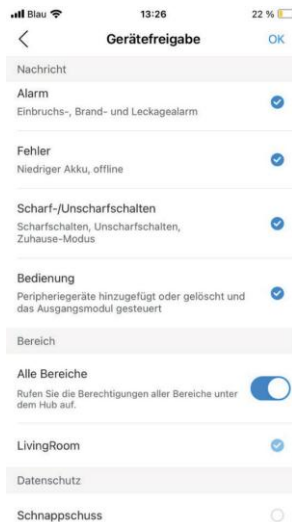 Blau 13:26 22 %
Gerätefreigabe OK
Nachricht
Alarm
Einbruchs-, Brand- und Leckagealarm
Fehler
Niedriger Akku, offline
Scharf-/Unscharfschalten
Scharfschalten, Unscharfschalten,
Zuhause-Modus
Bedienung
Peripheriegeräte hinzugefügt oder gelöscht und
das Ausgangsmodul gesteuert
Bereich
Alle Bereiche
Rufen Sie die Berechtigungen aller Bereiche unter
dem Hub auf.
LivingRoom
Datenschutz
Schnappschuss